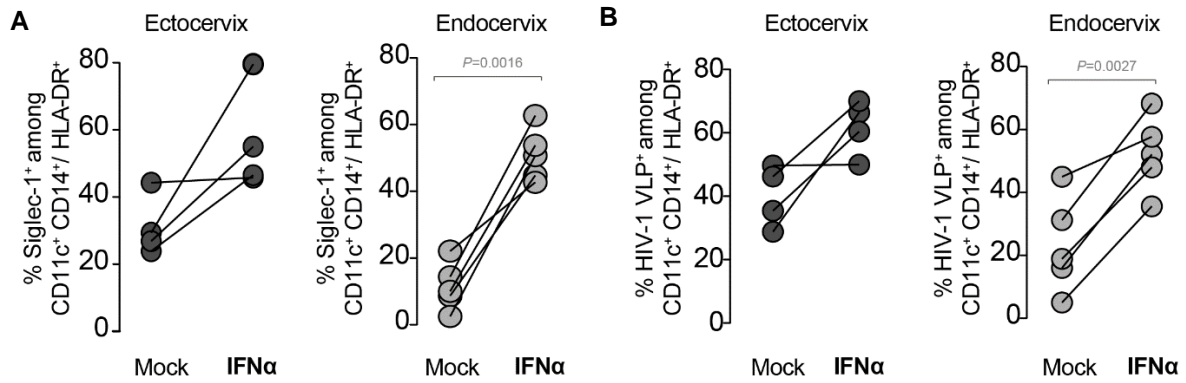 A
Ectocervix
% Siglec-1⁺ among
CD11c⁺ CD14⁺/ HLA-DR⁺
80
60
40
20
0
Mock IFNα
Endocervix
P=0.0016
% Siglec-1⁺ among
CD11c⁺ CD14⁺/ HLA-DR⁺
80
60
40
20
0
Mock IFNα
B
Ectocervix
% HIV-1 VLP⁺ among
CD11c⁺ CD14⁺/ HLA-DR⁺
80
60
40
20
0
Mock IFNα
Endocervix
P=0.0027
% HIV-1 VLP⁺ among
CD11c⁺ CD14⁺/ HLA-DR⁺
80
60
40
20
0
Mock IFNα